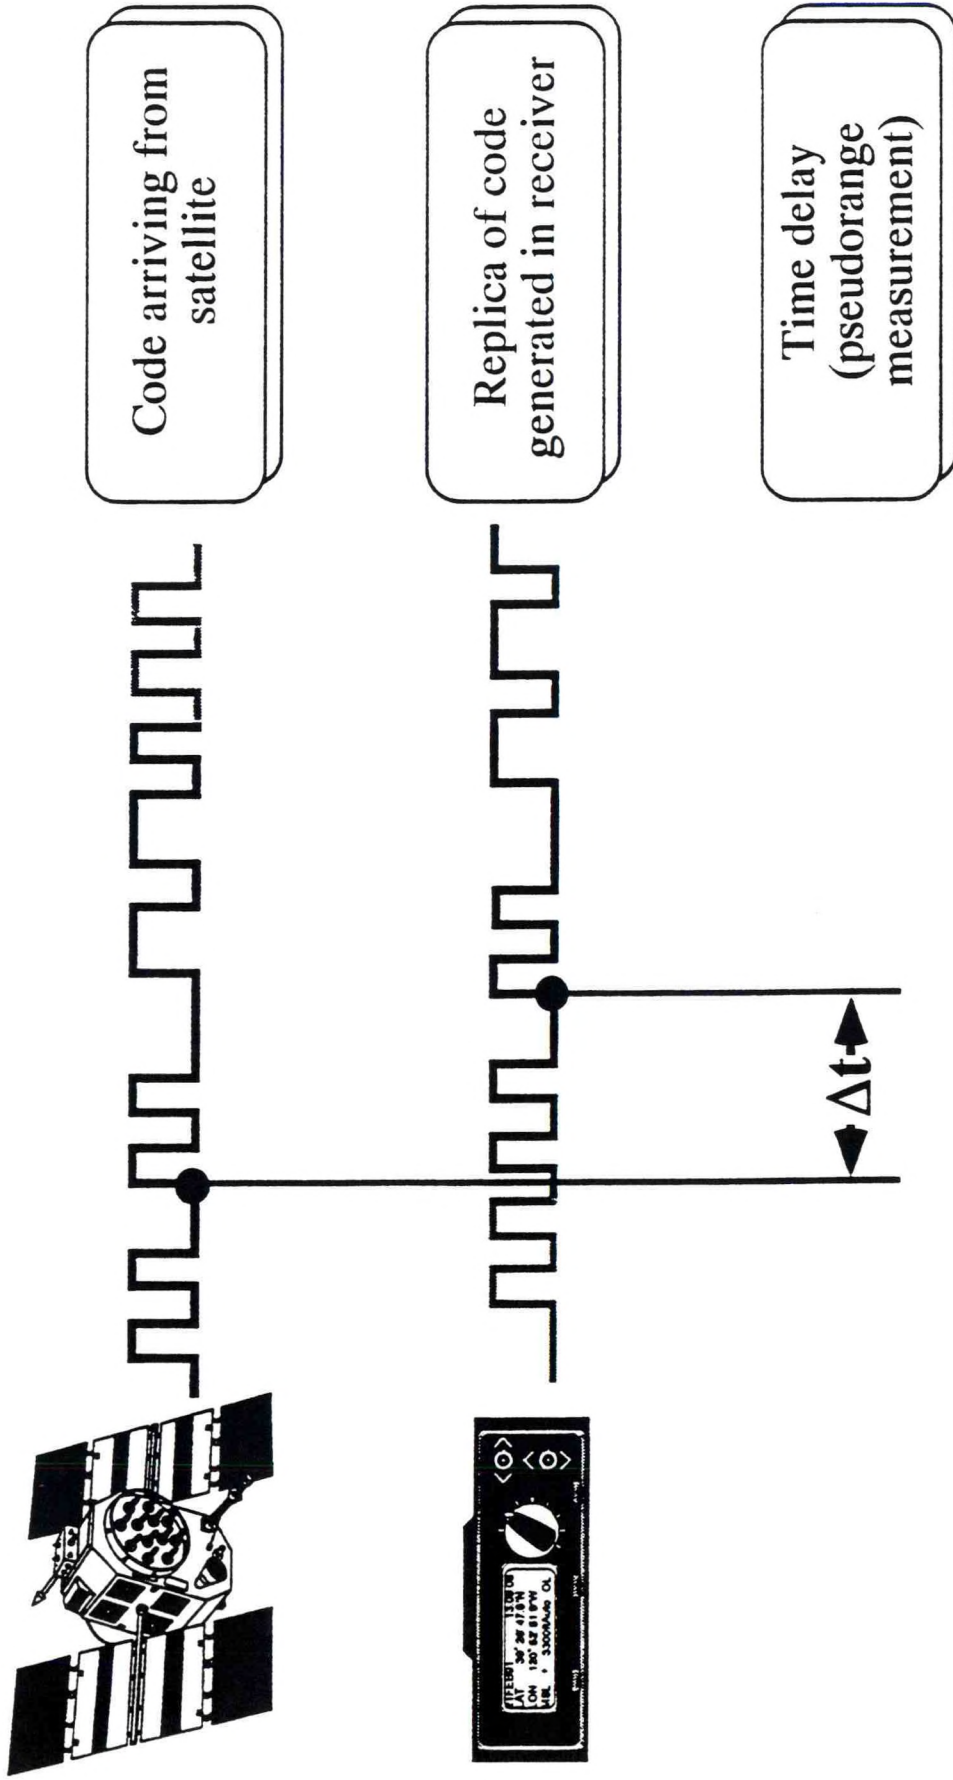 Code arriving from
satellite
Replica of code
generated in receiver
Time delay
(pseudorange
measurement)
Δt